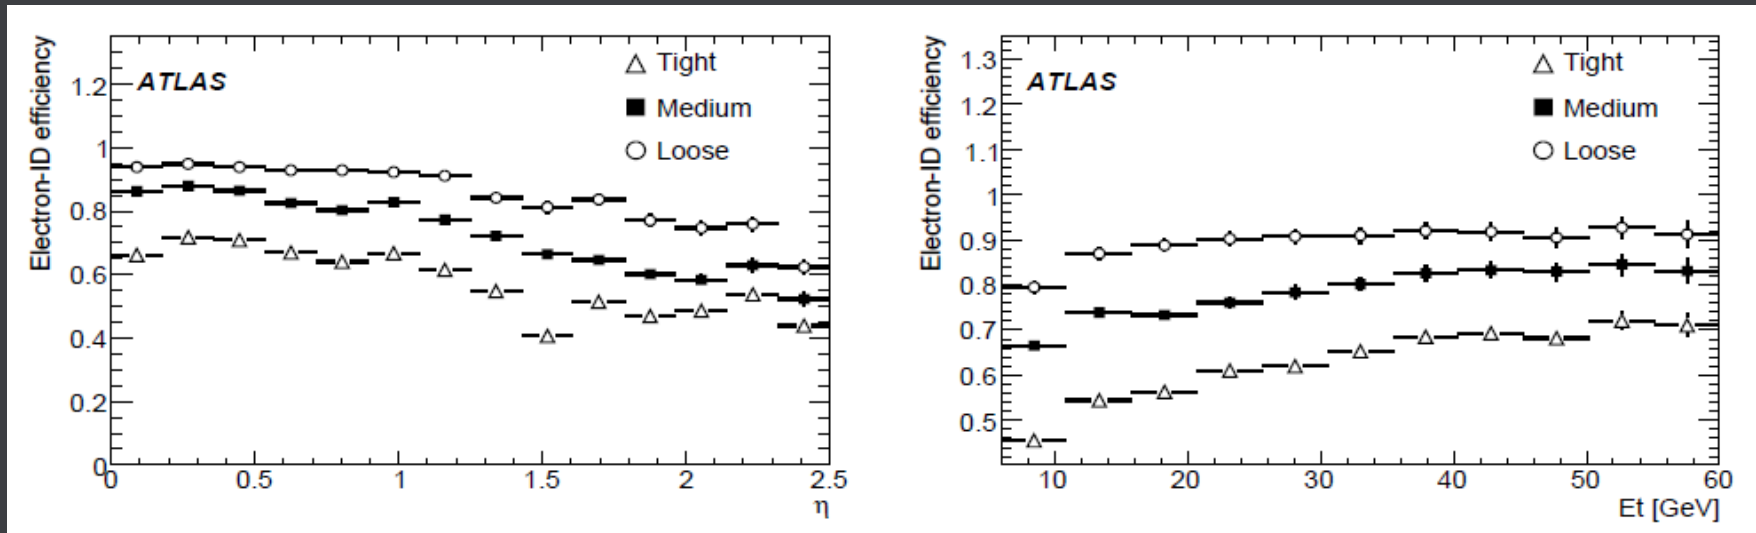 Electron-ID efficiency
ATLAS
Tight
Medium
Loose
1.2
1
0.8
0.6
0.4
0.2
0
0 0.5 1 1.5 2 2.5
η
Electron-ID efficiency
ATLAS
Tight
Medium
Loose
1.3
1.2
1.1
1
0.9
0.8
0.7
0.6
0.5
10 20 30 40 50 60
Et [GeV]